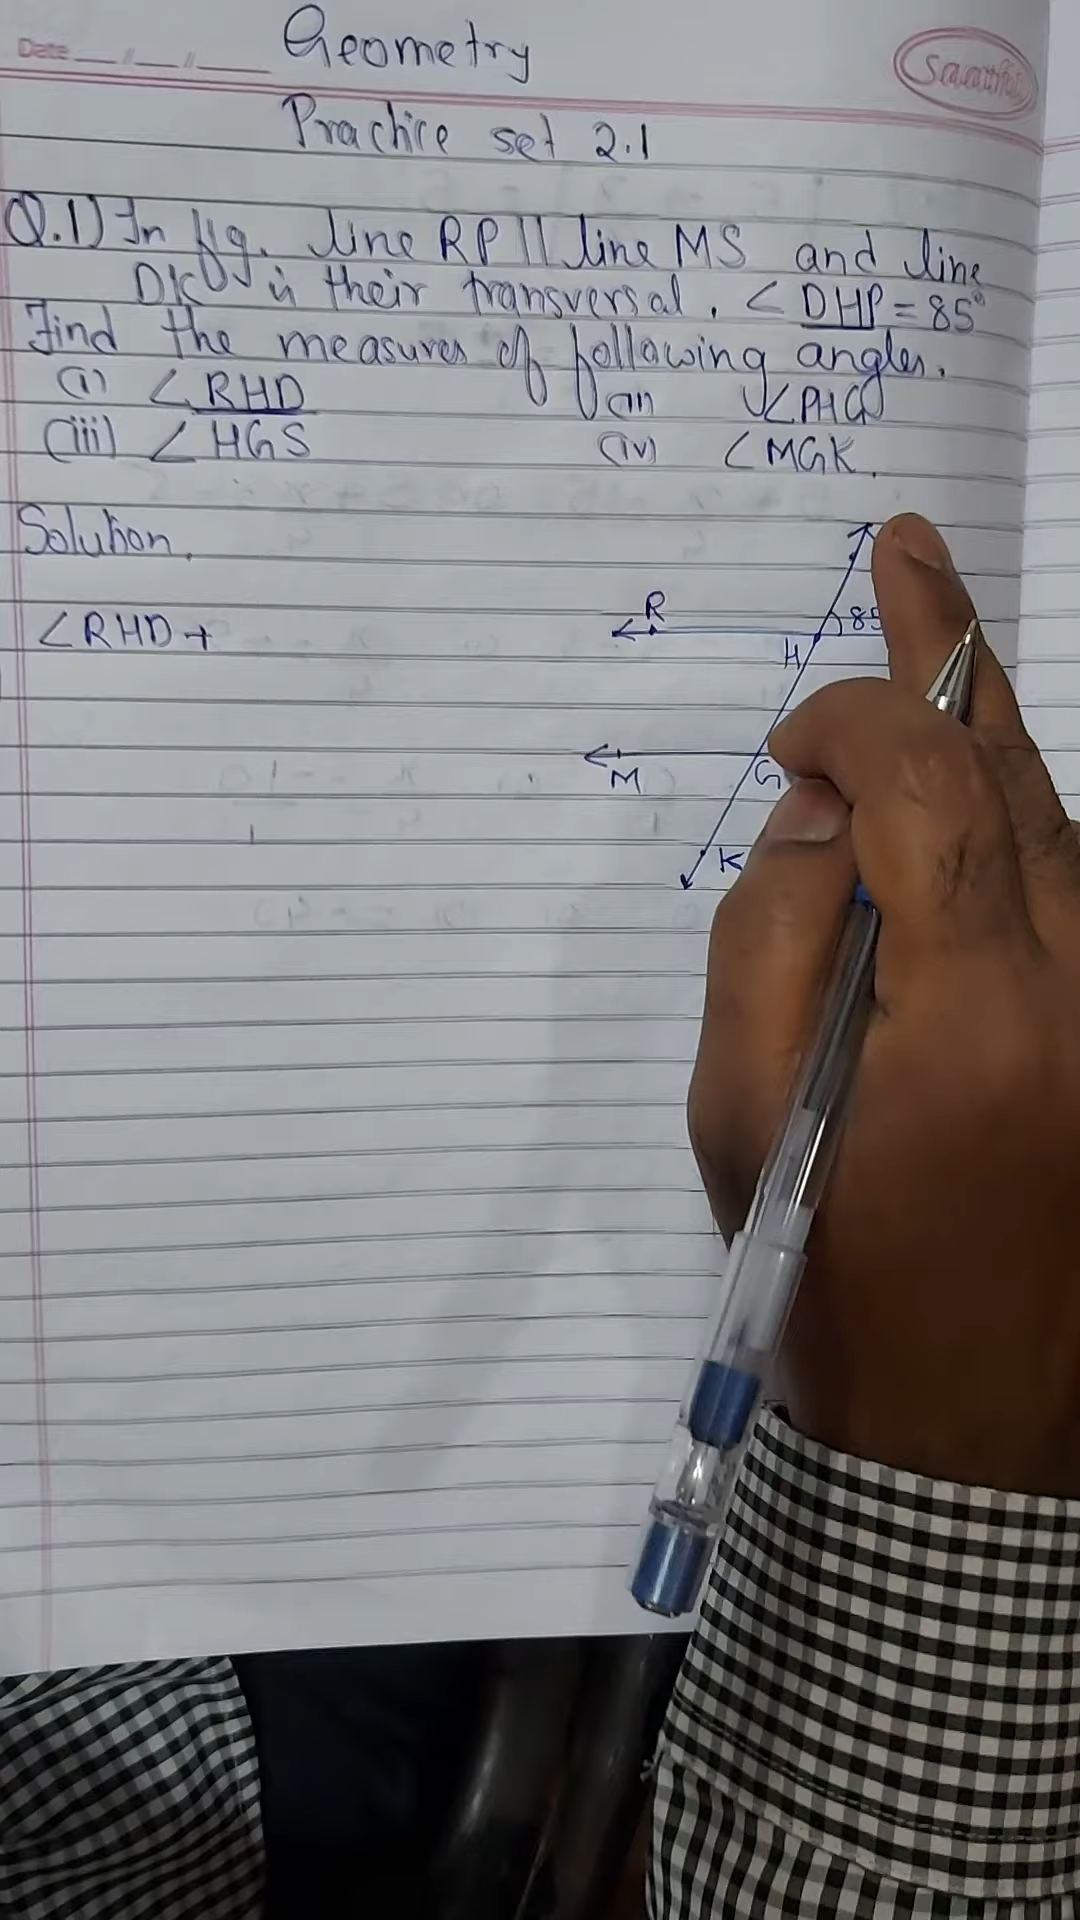 Geometry
Date
Saathi
Practice set 2.1
Q.1) In fig. line RP || line MS and line
DK is their transversal. ∠DHP = 85°
Find the measures of following angles.
(i) ∠RHD (ii) ∠PHG
(iii) ∠HGS (iv) ∠MGK.
Solution.
∠RHD +
R
85
H
M
G
K